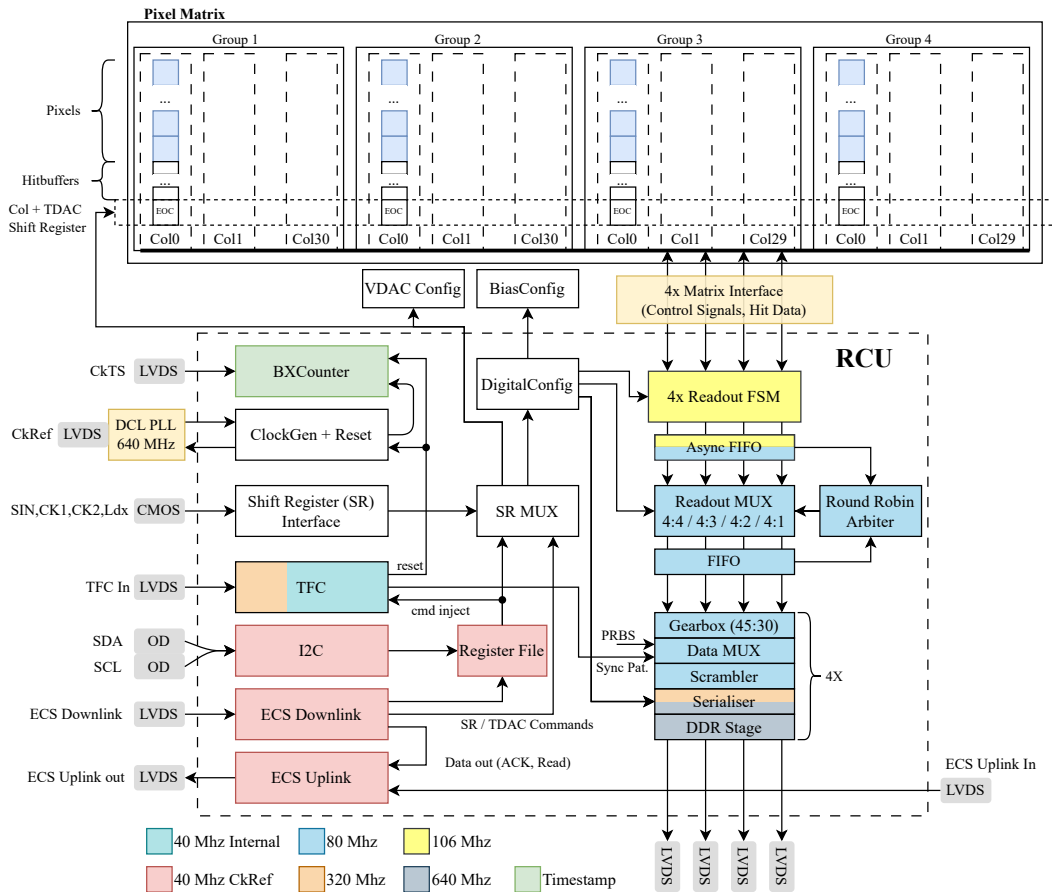 Pixel Matrix
Group 1
Group 2
Group 3
Group 4
Pixels
...
...
...
...
Hitbuffers
...
...
...
...
Col + TDAC
Shift Register
EOC
EOC
EOC
EOC
Col0
Col1
Col30
Col0
Col1
Col30
Col0
Col1
Col29
Col0
Col1
Col29
VDAC Config
BiasConfig
4x Matrix Interface
(Control Signals, Hit Data)
RCU
CkTS
LVDS
BXCounter
DigitalConfig
4x Readout FSM
CkRef
LVDS
DCL PLL
640 MHz
ClockGen + Reset
Async FIFO
SIN,CK1,CK2,Ldx
CMOS
Shift Register (SR)
Interface
SR MUX
Readout MUX
4:4 / 4:3 / 4:2 / 4:1
Round Robin
Arbiter
FIFO
reset
TFC In
LVDS
TFC
cmd inject
SDA
OD
SCL
OD
I2C
Register File
PRBS
Sync Pat.
Gearbox (45:30)
Data MUX
Scrambler
Serialiser
DDR Stage
4X
ECS Downlink
LVDS
ECS Downlink
SR / TDAC Commands
Data out (ACK, Read)
ECS Uplink out
LVDS
ECS Uplink
ECS Uplink In
LVDS
LVDS
LVDS
LVDS
LVDS
40 Mhz Internal
80 Mhz
106 Mhz
40 Mhz CkRef
320 Mhz
640 Mhz
Timestamp